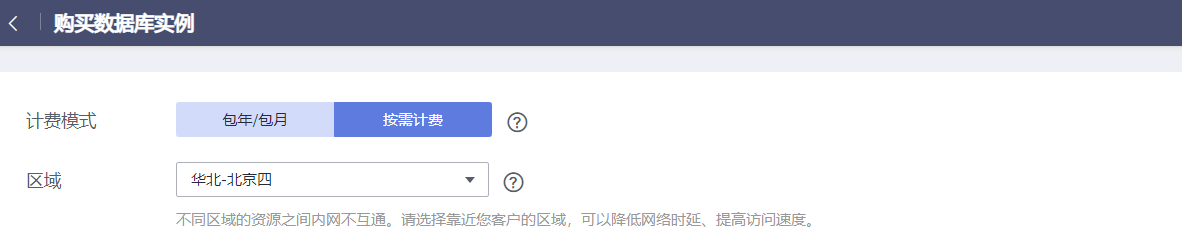 购买数据库实例
计费模式 包年/包月 按需计费 ?
区域 华北-北京四 ?
不同区域的资源之间内网不互通。请选择靠近您客户的区域，可以降低网络时延、提高访问速度。